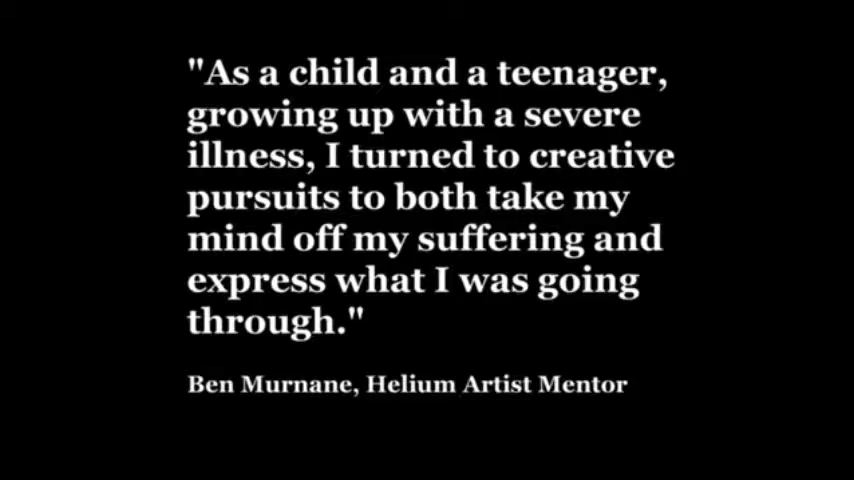 "As a child and a teenager,
growing up with a severe
illness, I turned to creative
pursuits to both take my
mind off my suffering and
express what I was going
through."
Ben Murnane, Helium Artist Mentor